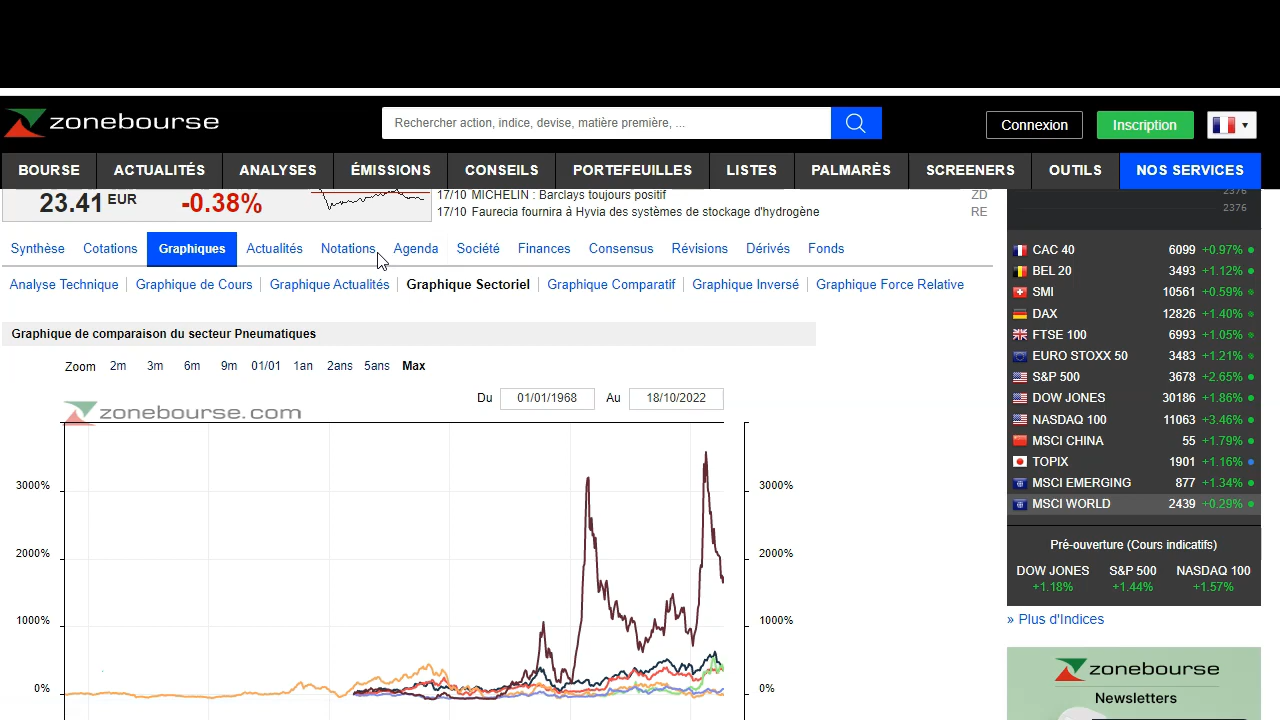 zonebourse
Rechercher action, indice, devise, matière première, ...
Connexion
Inscription
BOURSE ACTUALITÉS ANALYSES ÉMISSIONS CONSEILS PORTEFEUILLES LISTES PALMARÈS SCREENERS OUTILS NOS SERVICES
23.41 EUR -0.38%
17/10 MICHELIN : Barclays toujours positif ZD
17/10 Faurecia fournira à Hyvia des systèmes de stockage d'hydrogène RE
2376
2376
Synthèse Cotations Graphiques Actualités Notations Agenda Société Finances Consensus Révisions Dérivés Fonds
Analyse Technique Graphique de Cours Graphique Actualités Graphique Sectoriel Graphique Comparatif Graphique Inversé Graphique Force Relative
Graphique de comparaison du secteur Pneumatiques
Zoom 2m 3m 6m 9m 01/01 1an 2ans 5ans Max
Du 01/01/1968 Au 18/10/2022
zonebourse.com
3000% 3000%
2000% 2000%
1000% 1000%
0% 0%
CAC 40 6099 +0.97%
BEL 20 3493 +1.12%
SMI 10561 +0.59%
DAX 12826 +1.40%
FTSE 100 6993 +1.05%
EURO STOXX 50 3483 +1.21%
S&P 500 3678 +2.65%
DOW JONES 30186 +1.86%
NASDAQ 100 11063 +3.46%
MSCI CHINA 55 +1.79%
TOPIX 1901 +1.16%
MSCI EMERGING 877 +1.34%
MSCI WORLD 2439 +0.29%
Pré-ouverture (Cours indicatifs)
DOW JONES S&P 500 NASDAQ 100
+1.18% +1.44% +1.57%
» Plus d'Indices
zonebourse
Newsletters